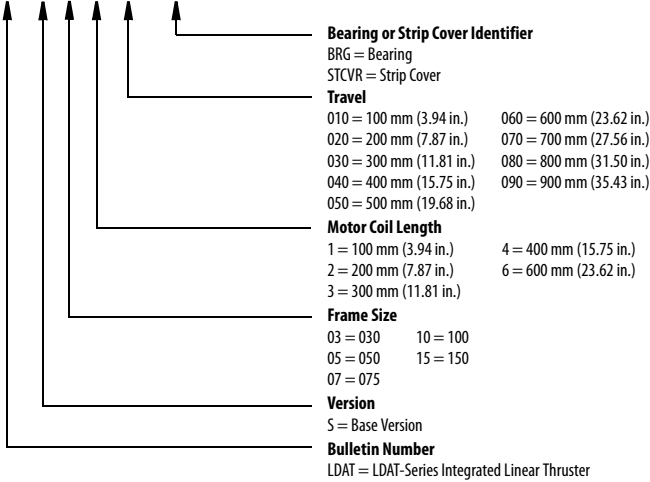 Bearing or Strip Cover Identifier
BRG = Bearing
STCVR = Strip Cover
Travel
010 = 100 mm (3.94 in.) 060 = 600 mm (23.62 in.)
020 = 200 mm (7.87 in.) 070 = 700 mm (27.56 in.)
030 = 300 mm (11.81 in.) 080 = 800 mm (31.50 in.)
040 = 400 mm (15.75 in.) 090 = 900 mm (35.43 in.)
050 = 500 mm (19.68 in.)
Motor Coil Length
1 = 100 mm (3.94 in.) 4 = 400 mm (15.75 in.)
2 = 200 mm (7.87 in.) 6 = 600 mm (23.62 in.)
3 = 300 mm (11.81 in.)
Frame Size
03 = 030 10 = 100
05 = 050 15 = 150
07 = 075
Version
S = Base Version
Bulletin Number
LDAT = LDAT-Series Integrated Linear Thruster